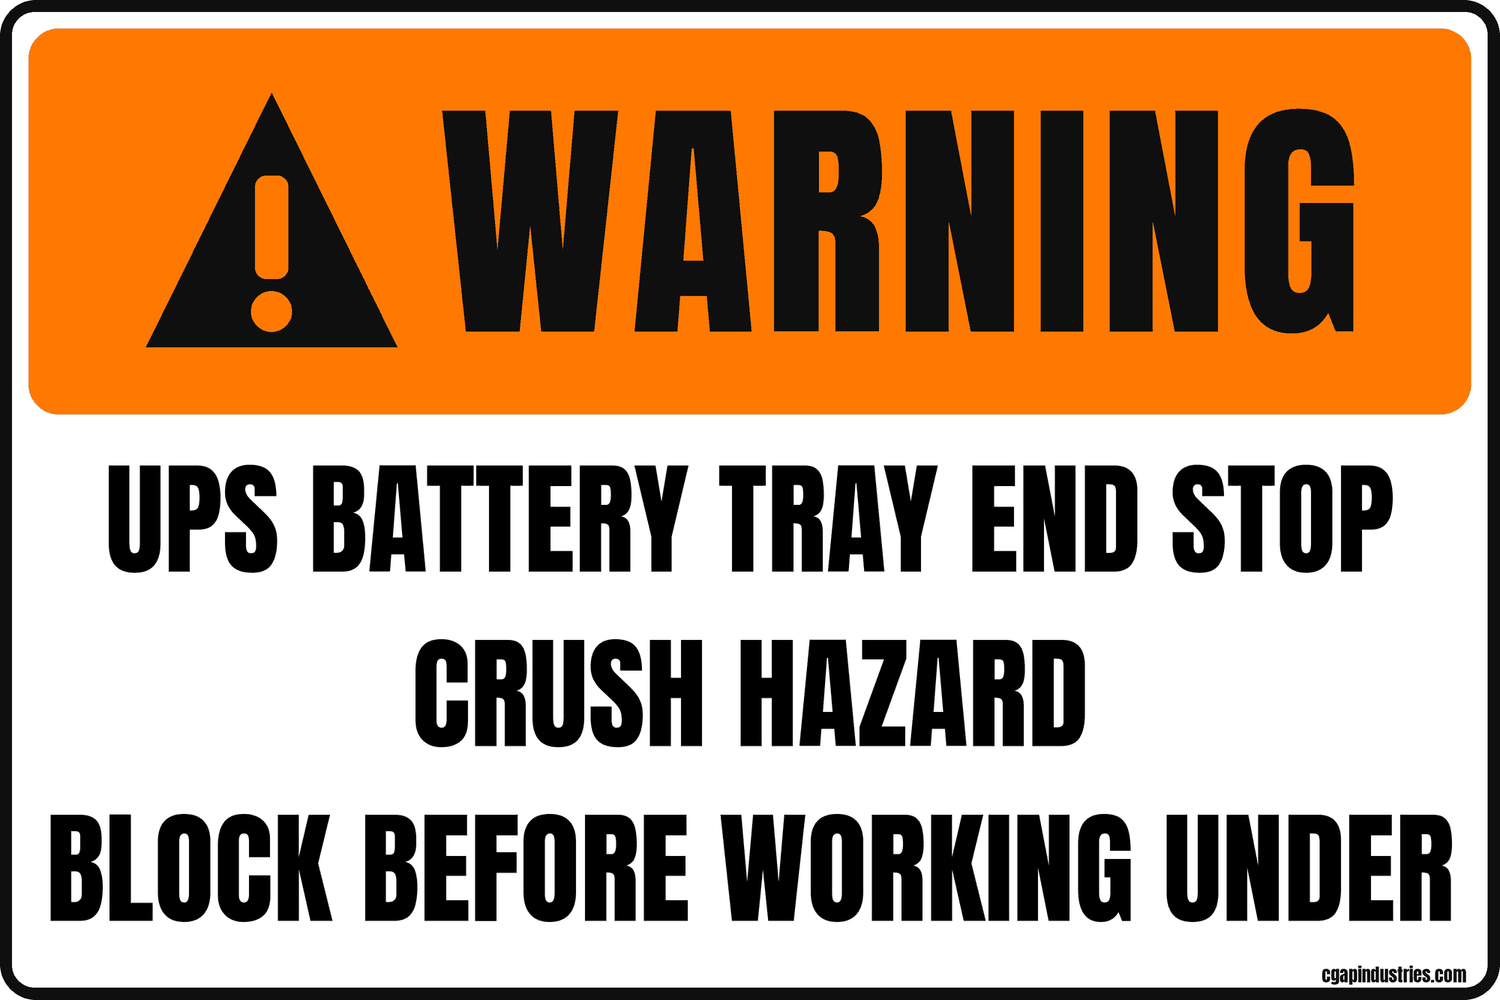 WARNING
UPS BATTERY TRAY END STOP
CRUSH HAZARD
BLOCK BEFORE WORKING UNDER
cgapindustries.com